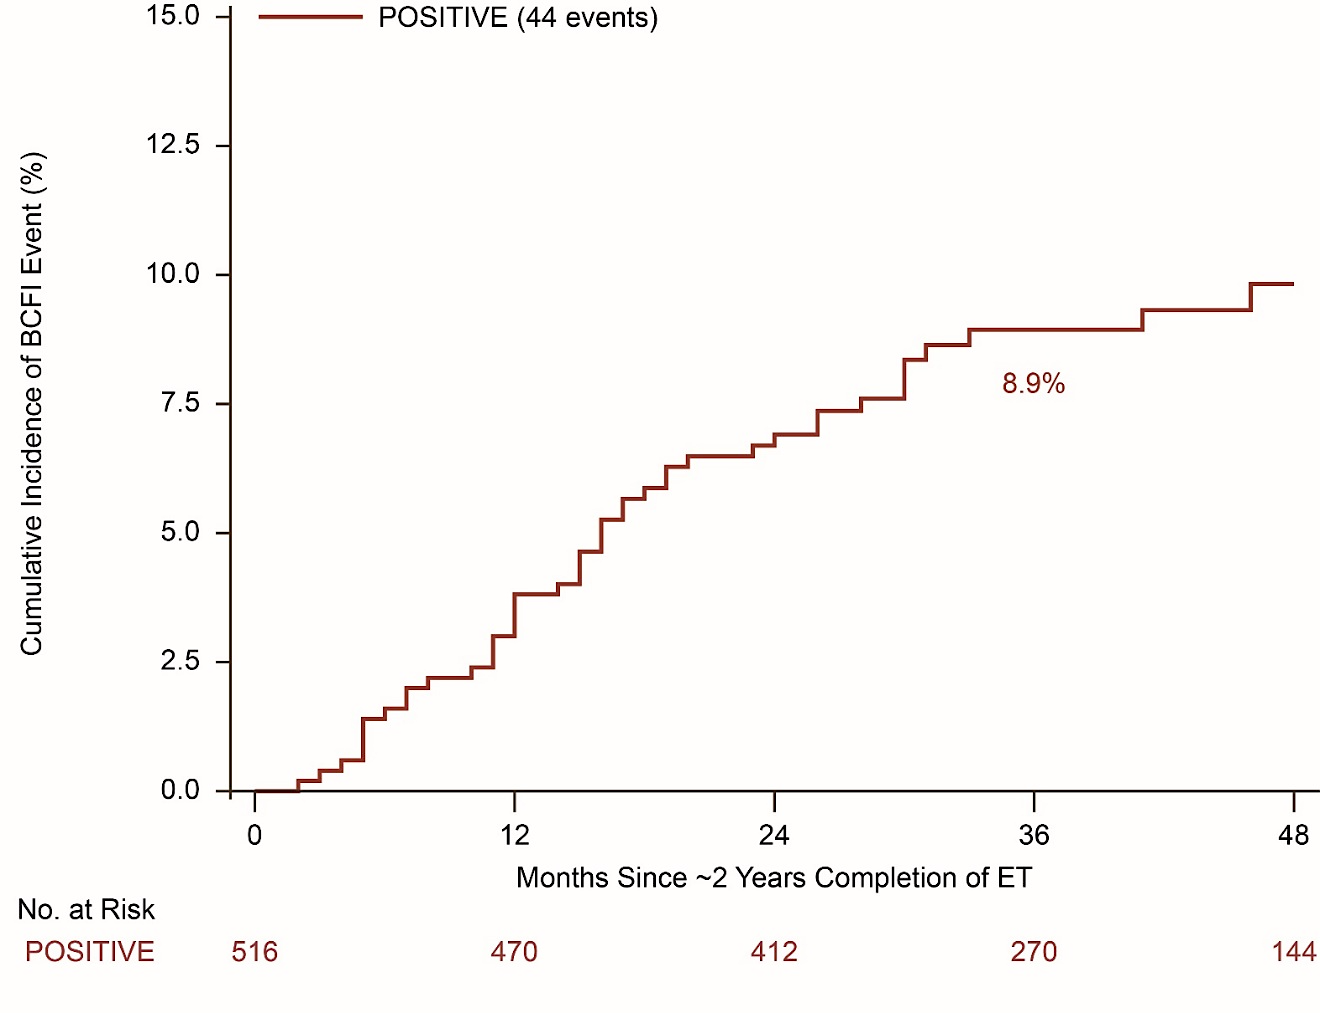 15.0
POSITIVE (44 events)
12.5
10.0
7.5
5.0
2.5
0.0
Cumulative Incidence of BCFI Event (%)
8.9%
0 12 24 36 48
Months Since ~2 Years Completion of ET
No. at Risk
POSITIVE 516 470 412 270 144